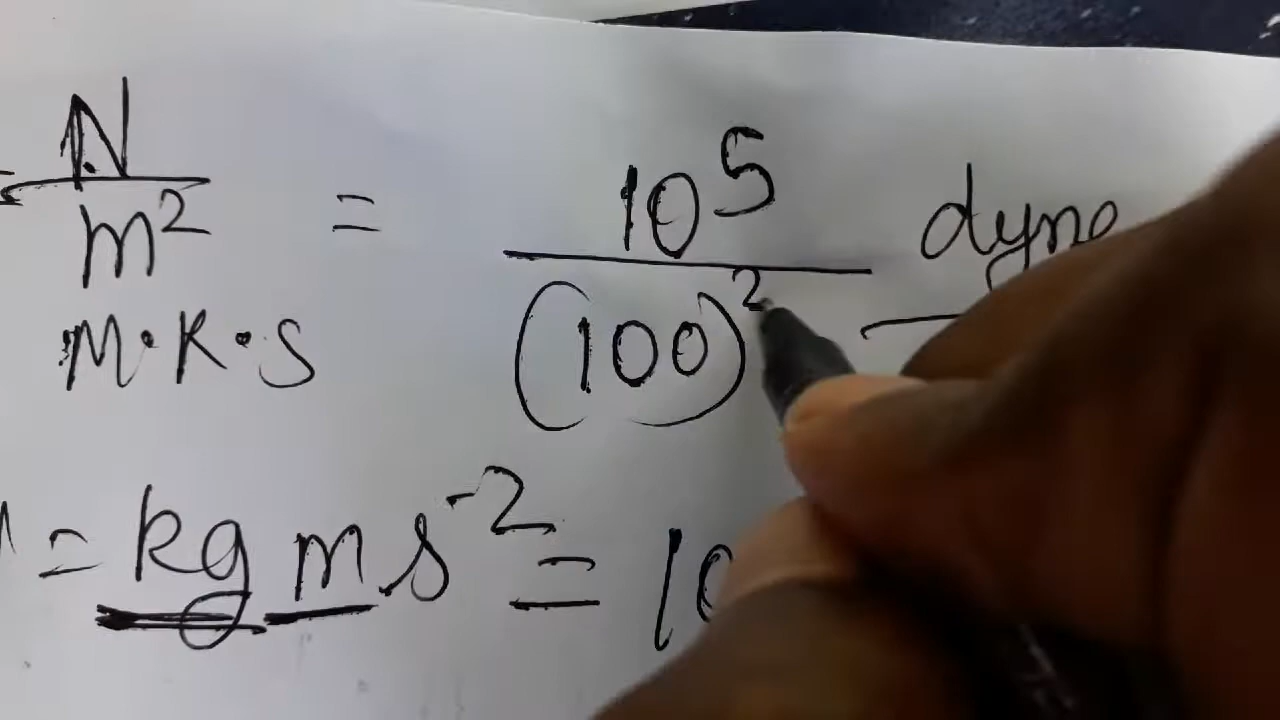 N/m² = 10⁵/(100)² dyne
M.K.S
= kg m s⁻² = 10